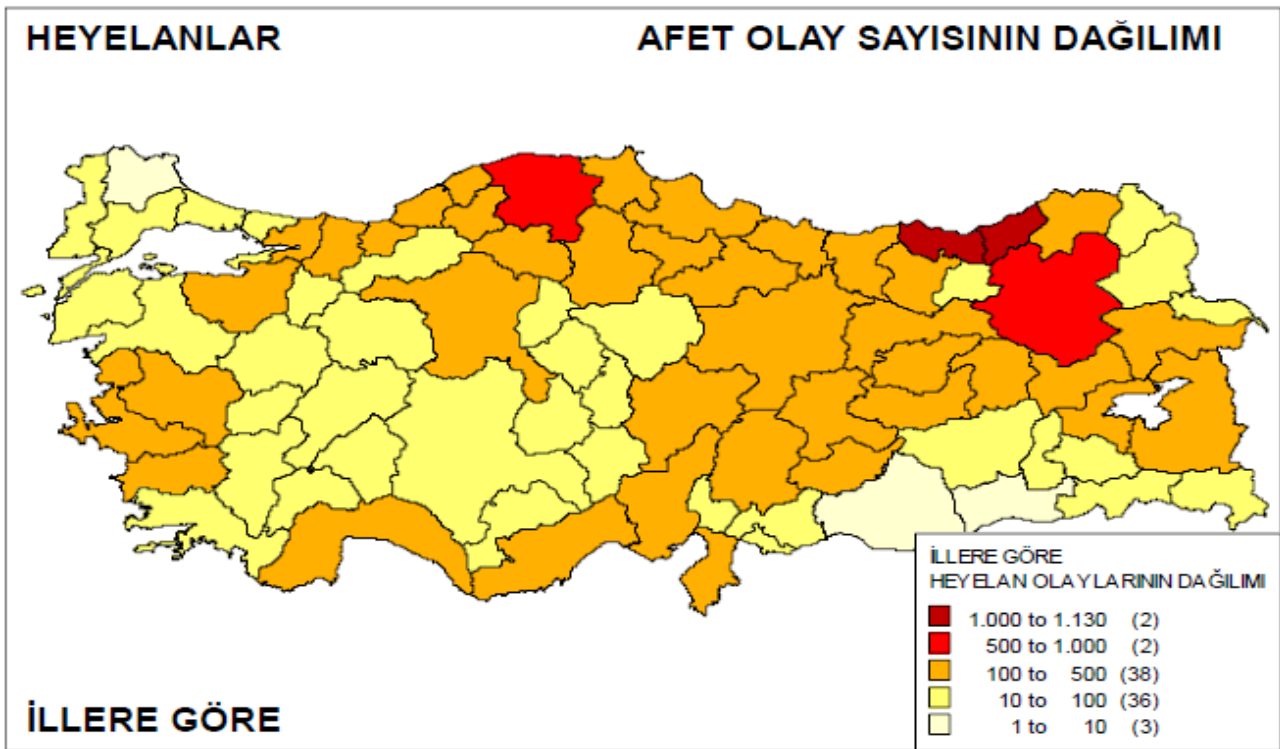 HEYELANLAR
AFET OLAY SAYISININ DAĞILIMI
İLLERE GÖRE
HEYELAN OLAYLARININ DAĞILIMI
1.000 to 1.130 (2)
500 to 1.000 (2)
100 to 500 (38)
10 to 100 (36)
1 to 10 (3)
İLLERE GÖRE